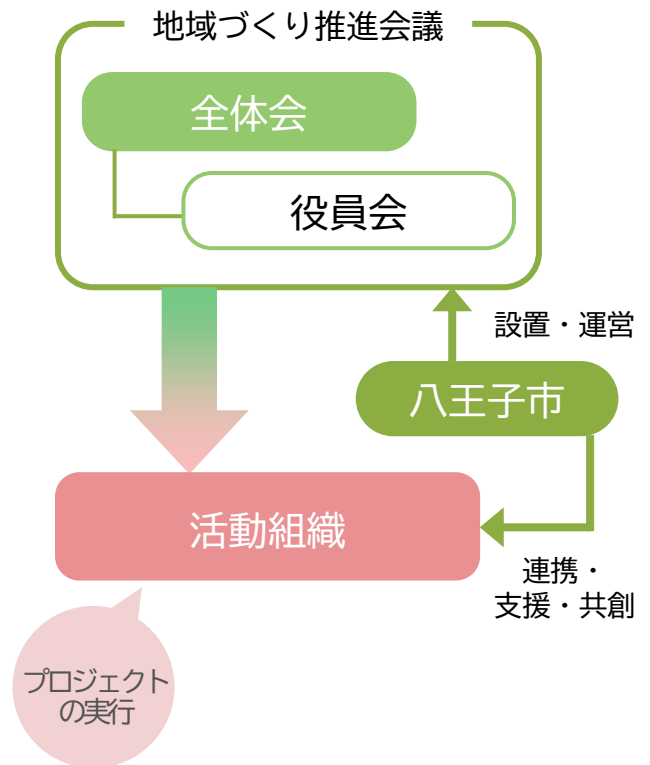 地域づくり推進会議
全体会
役員会
設置・運営
八王子市
活動組織
連携・
支援・共創
プロジェクト
の実行